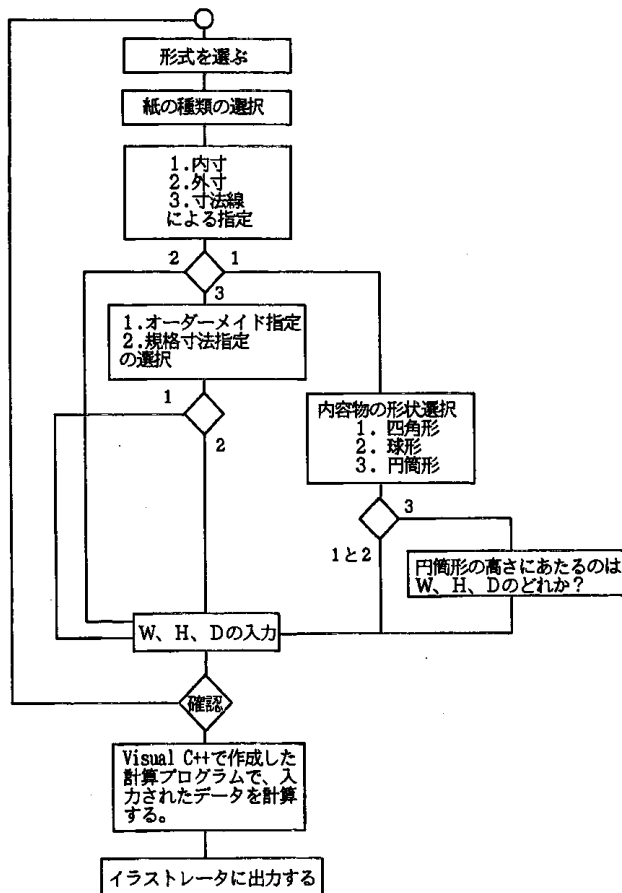 形式を選ぶ
紙の種類の選択
1.内寸
2.外寸
3.寸法線
による指定
2
1
3
1.オーダーメイド指定
2.規格寸法指定
の選択
1
2
内容物の形状選択
1. 四角形
2. 球形
3. 円筒形
3
1と2
円筒形の高さにあたるのは
W、H、Dのどれか?
W、H、Dの入力
確認
Visual C++で作成した
計算プログラムで、入
力されたデータを計算
する。
イラストレータに出力する